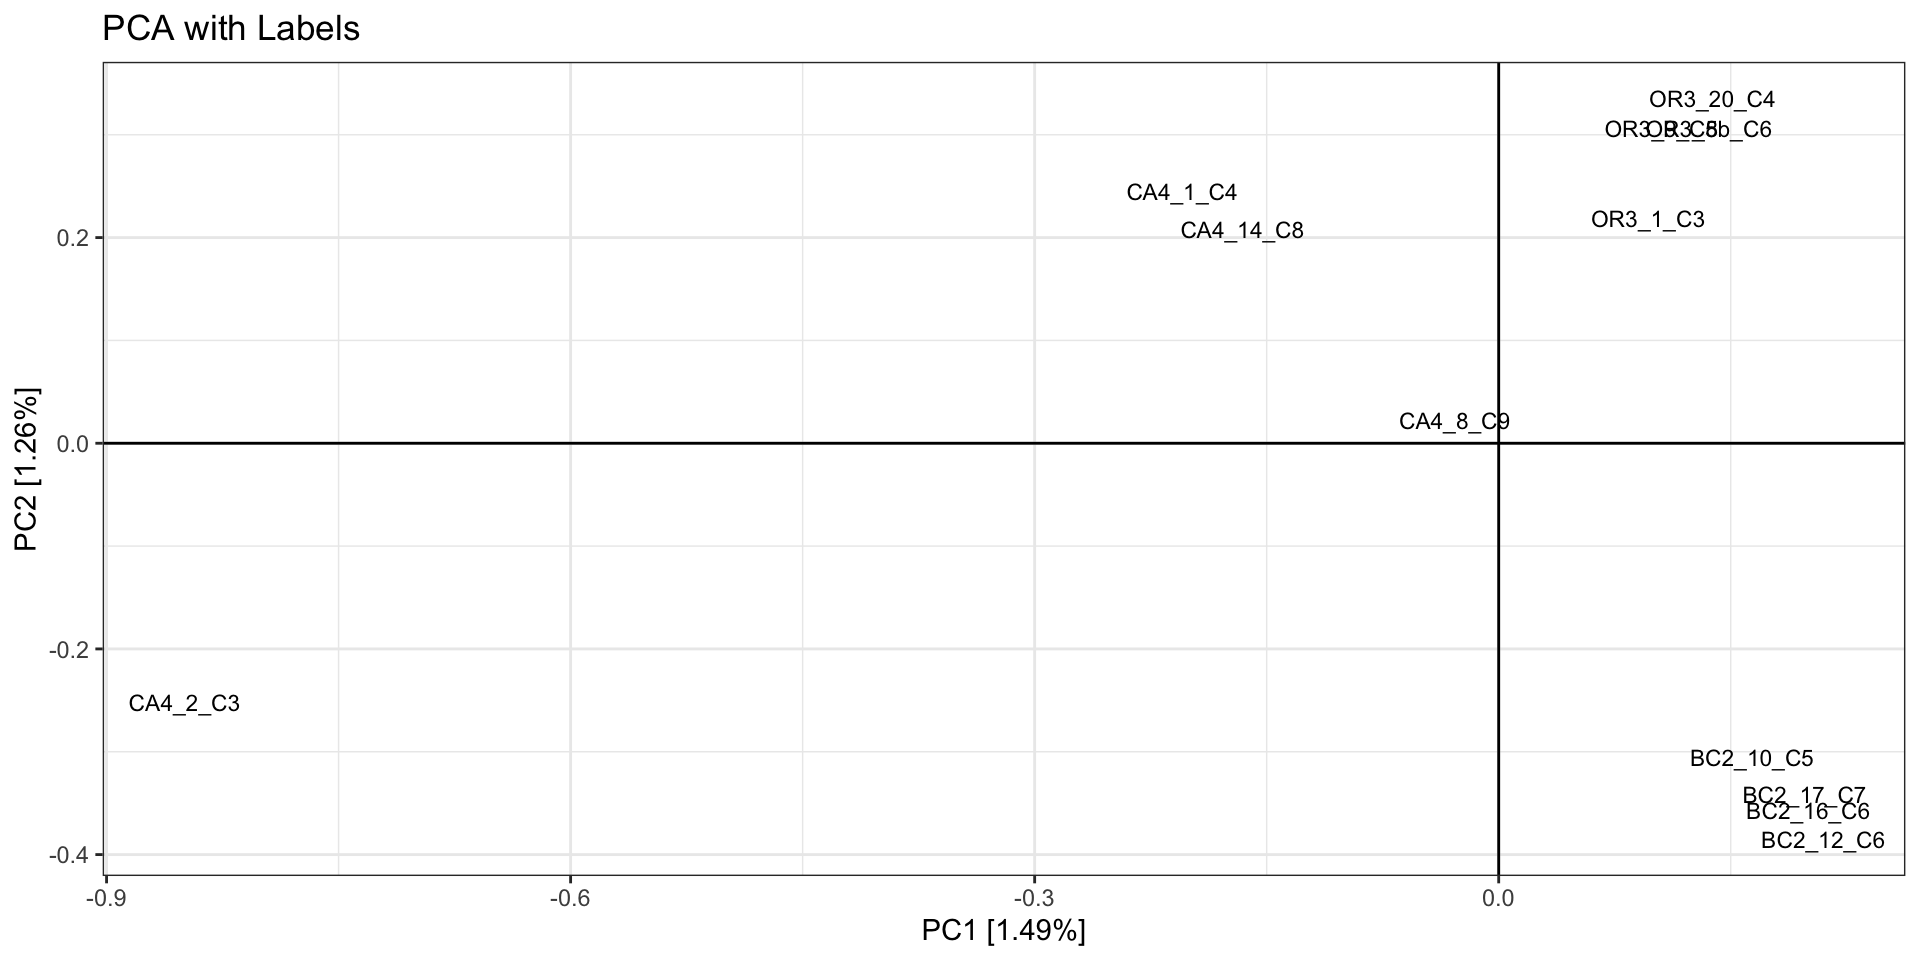 PCA with Labels
OR3_20_C4
CA4_1_C4
OR3_1_C3
CA4_14_C8
0.2
CA4_8_C9
0.0
PC2 [1.26%]
-0.2
CA4_2_C3
BC2_10_C5
BC2_17_C7
BC2_16_C6
BC2_12_C6
-0.4
-0.9 -0.6 -0.3 0.0
PC1 [1.49%]